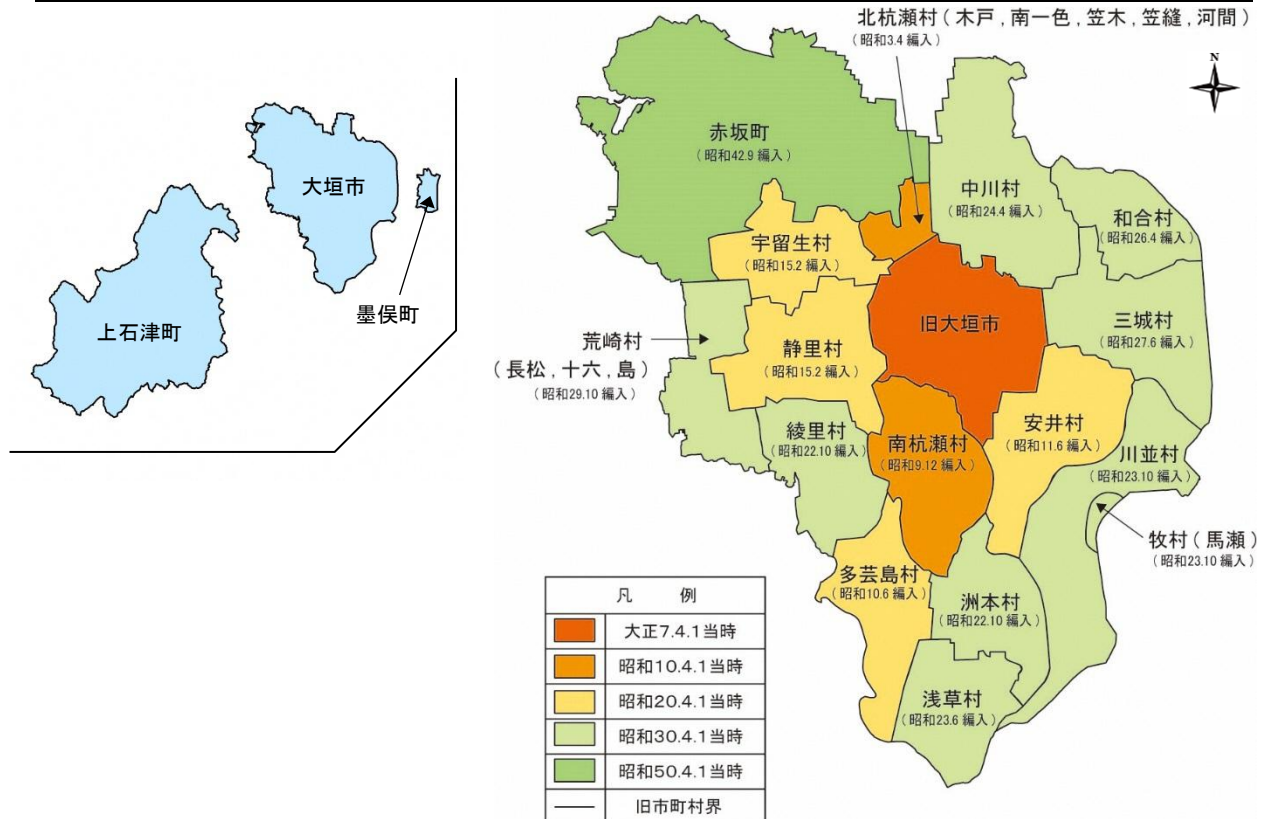 大垣市
墨俣町
上石津町
北杭瀬村(木戸,南一色,笠木,笠縫,河間)
(昭和3.4 編入)
N
赤坂町
(昭和42.9 編入)
中川村
(昭和24.4 編入)
和合村
(昭和26.4 編入)
宇留生村
(昭和15.2 編入)
旧大垣市
三城村
(昭和27.6 編入)
荒崎村
(長松,十六,島)
(昭和29.10 編入)
静里村
(昭和15.2 編入)
綾里村
(昭和22.10 編入)
南杭瀬村
(昭和9.12 編入)
安井村
(昭和11.6 編入)
川並村
(昭和23.10 編入)
牧村(馬瀬)
(昭和23.10 編入)
多芸島村
(昭和10.6 編入)
洲本村
(昭和22.10 編入)
浅草村
(昭和23.6 編入)
凡 例
大正7.4.1当時
昭和10.4.1当時
昭和20.4.1当時
昭和30.4.1当時
昭和50.4.1当時
旧市町村界